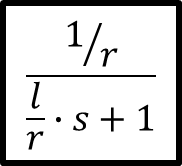 1/r
l/r · s + 1